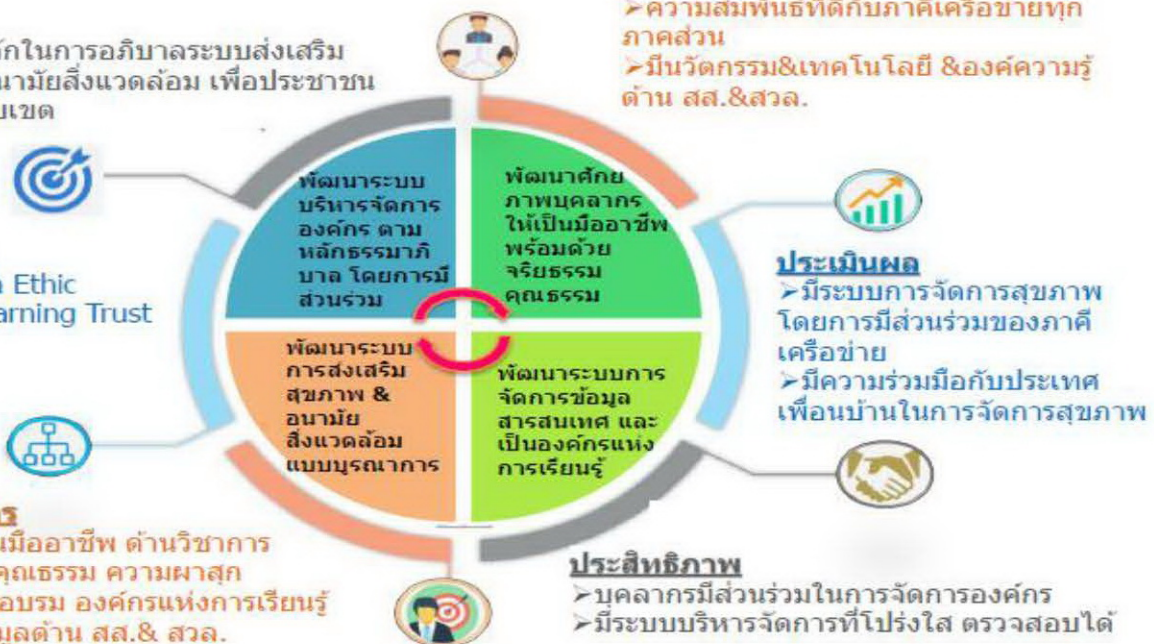 ความสัมพันธ์ที่ดีกับภาคีเครือข่ายทุก
ภาคส่วน
➢มีนวัตกรรม&เทคโนโลยี &องค์ความรู้
ด้าน สส.&สวล.
ในการอภิบาลระบบส่งเสริม
สิ่งแวดล้อม เพื่อประชาชน
พัฒนาระบบ
บริหารจัดการ
องค์กร ตาม
หลักธรรมาภิ
บาล โดยการมี
ส่วนร่วม
พัฒนาศักย
ภาพบุคลากร
ให้เป็นมืออาชีพ
พร้อมด้วย
จริยธรรม
คุณธรรม
Ethic
Trust
พัฒนาระบบ
การส่งเสริม
สุขภาพ &
อนามัย
สิ่งแวดล้อม
แบบบูรณาการ
พัฒนาระบบการ
จัดการข้อมูล
สารสนเทศ และ
เป็นองค์กรแห่ง
การเรียนรู้
ประเมินผล
➢มีระบบการจัดการสุขภาพ
โดยการมีส่วนร่วมของภาคี
เครือข่าย
➢มีความร่วมมือกับประเทศ
เพื่อนบ้านในการจัดการสุขภาพ
มืออาชีพ ด้านวิชาการ
คุณธรรม ความผาสุก
อบรม องค์กรแห่งการเรียนรู้
ด้าน สส.& สวล.
ประสิทธิภาพ
➢บุคลากรมีส่วนร่วมในการจัดการองค์กร
➢มีระบบบริหารจัดการที่โปร่งใส ตรวจสอบได้